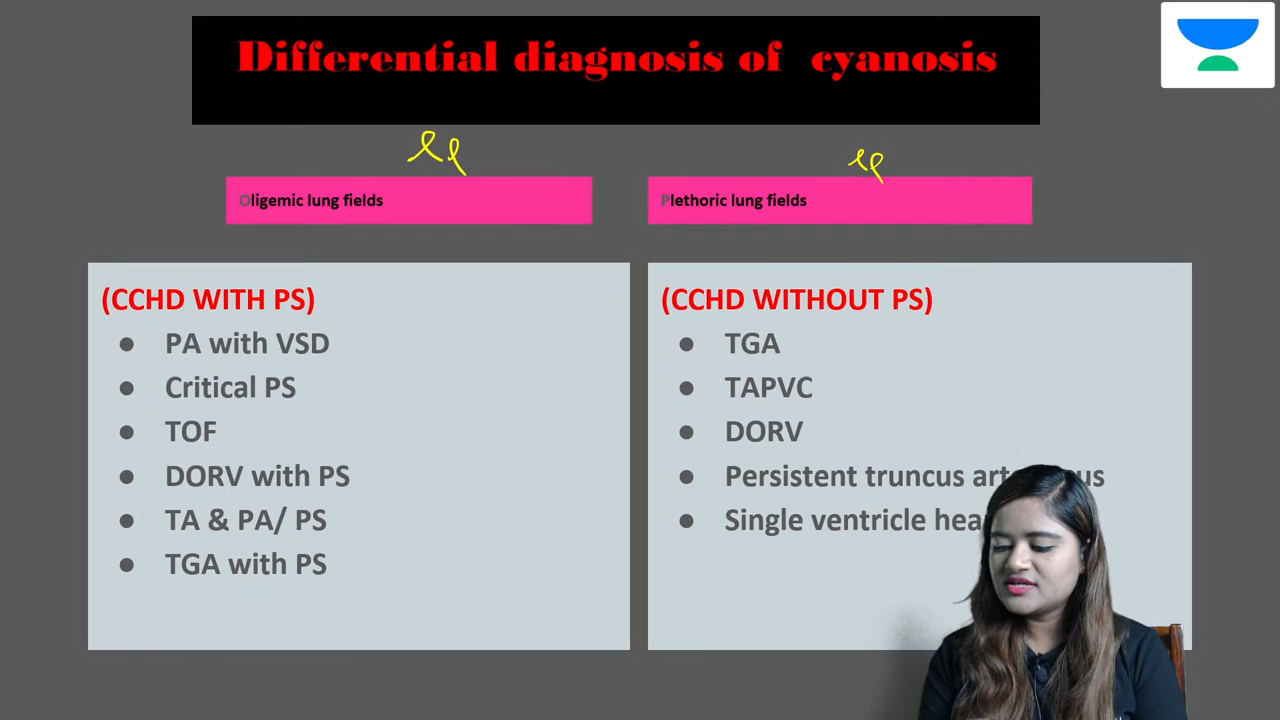 Differential diagnosis of cyanosis
Oligemic lung fields
Plethoric lung fields
(CCHD WITH PS)
● PA with VSD
● Critical PS
● TOF
● DORV with PS
● TA & PA/ PS
● TGA with PS
(CCHD WITHOUT PS)
● TGA
● TAPVC
● DORV
● Persistent truncus
● Single ventricle